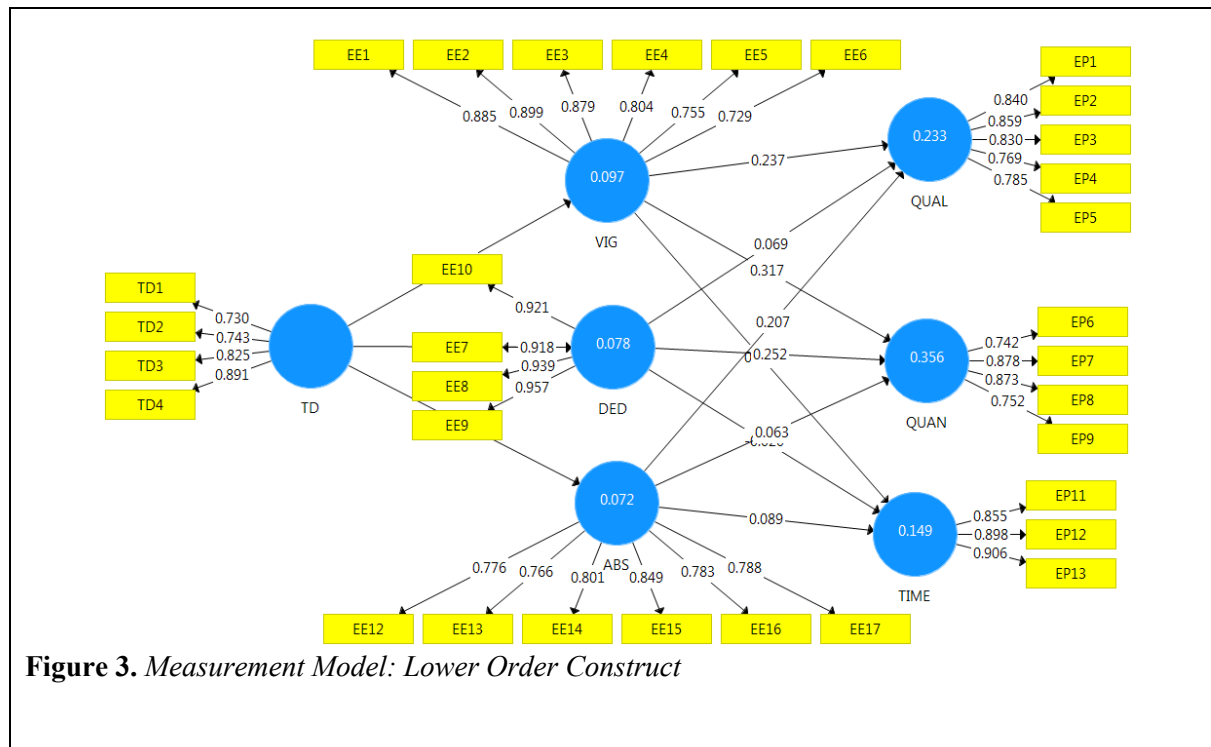 EE1 EE2 EE3 EE4 EE5 EE6
0.885 0.899 0.879 0.804 0.755 0.729
0.097
VIG
EP1
EP2
EP3
EP4
EP5
0.840
0.859
0.830
0.769
0.785
0.233
QUAL
0.237
0.069
0.317
0.207
0.252
0.063
0.089
TD1
TD2
TD3
TD4
0.730
0.743
0.825
0.891
TD
EE10
EE7
EE8
EE9
0.921
0.918
0.939
0.957
0.078
DED
EP6
EP7
EP8
EP9
0.742
0.878
0.873
0.752
0.356
QUAN
0.072
ABS
0.776 0.766 0.801 0.849 0.783 0.788
EE12 EE13 EE14 EE15 EE16 EE17
EP11
EP12
EP13
0.855
0.898
0.906
0.149
TIME
Figure 3. Measurement Model: Lower Order Construct